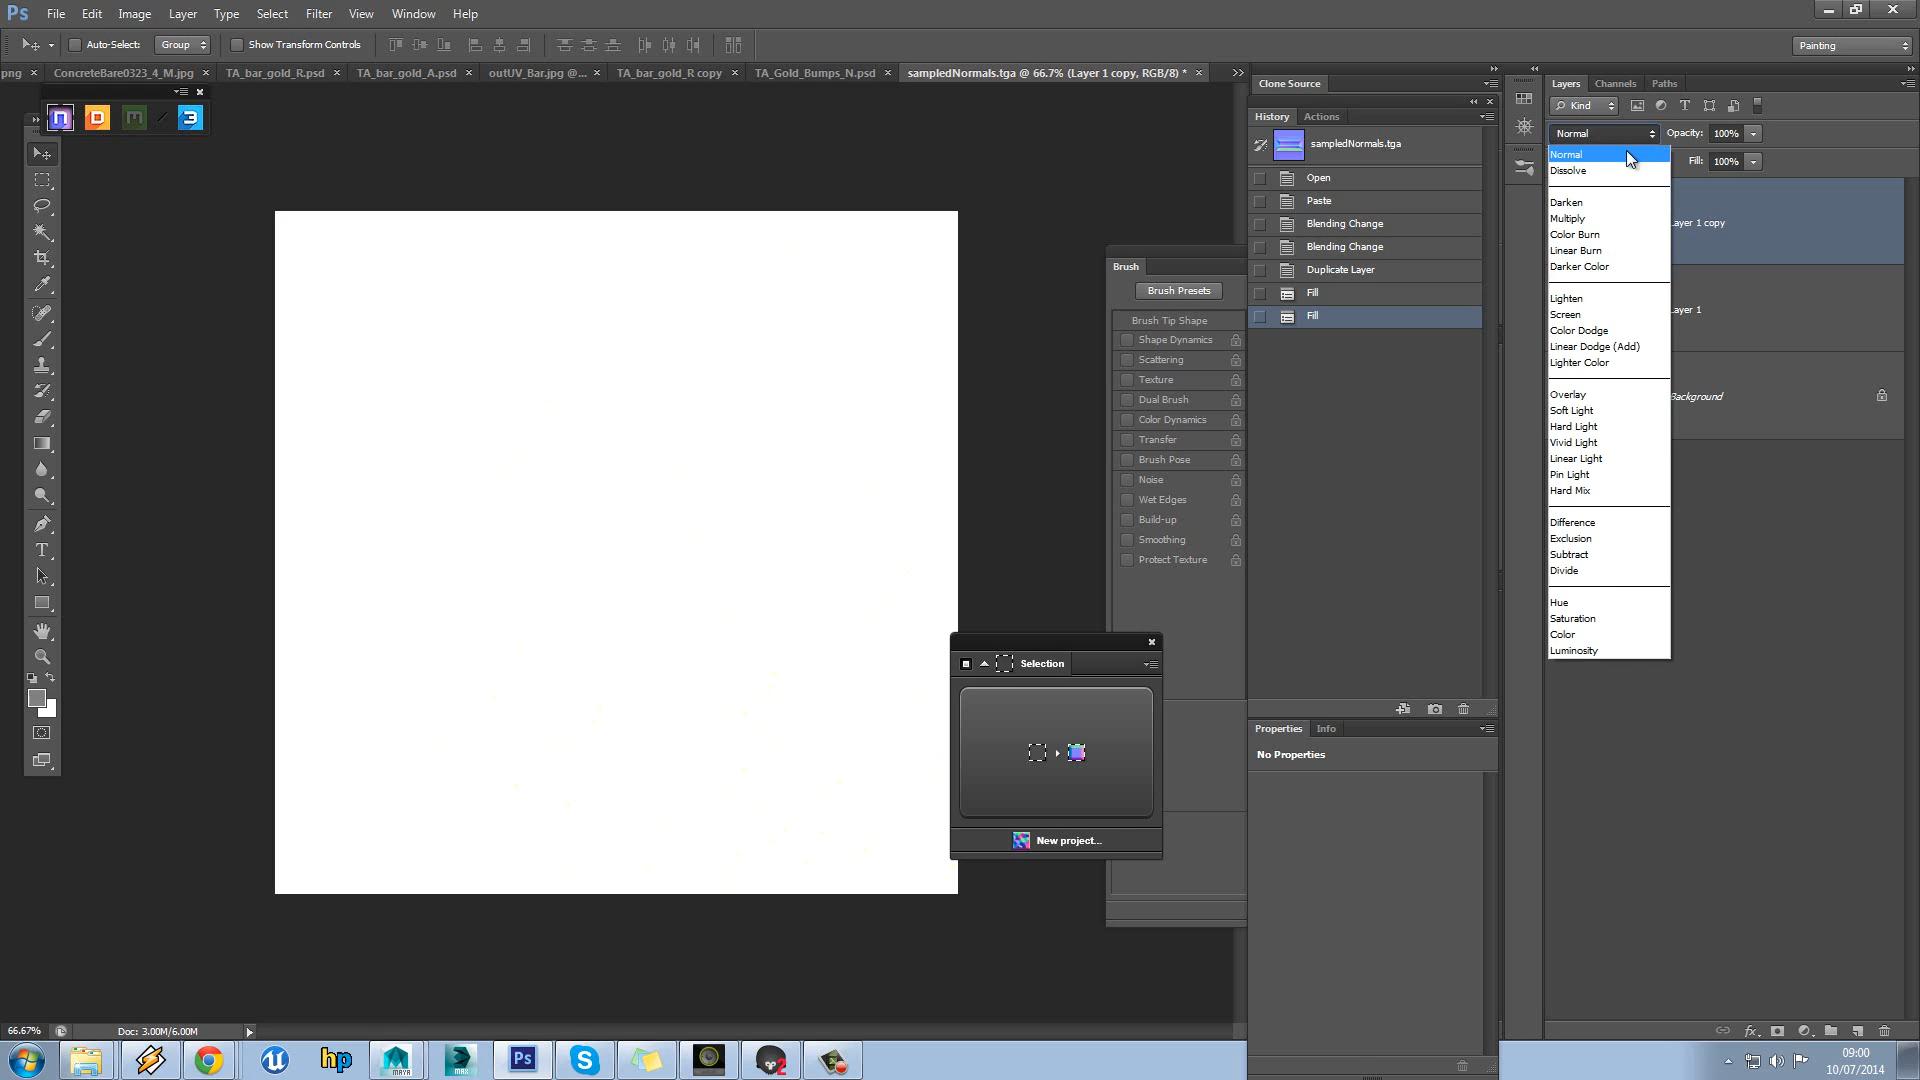 Ps File Edit Image Layer Type Select Filter View Window Help
Auto-Select: Group Show Transform Controls Painting
png × ConcreteBare0323_4_M.jpg × TA_bar_gold_R.psd × TA_bar_gold_A.psd × outUV_Bar.jpg @... × TA_bar_gold_R copy × TA_Gold_Bumps_N.psd × sampledNormals.tga @ 66.7% (Layer 1 copy, RGB/8) * ×
Clone Source
History Actions
sampledNormals.tga
Open
Paste
Blending Change
Blending Change
Duplicate Layer
Fill
Fill
Brush
Brush Presets
Brush Tip Shape
Shape Dynamics
Scattering
Texture
Dual Brush
Color Dynamics
Transfer
Brush Pose
Noise
Wet Edges
Build-up
Smoothing
Protect Texture
Selection
New project...
Properties Info
No Properties
Layers Channels Paths
Kind
Normal Opacity: 100%
Fill: 100%
Normal
Dissolve
Darken
Multiply
Color Burn
Linear Burn
Darker Color
Lighten
Screen
Color Dodge
Linear Dodge (Add)
Lighter Color
Overlay
Soft Light
Hard Light
Vivid Light
Linear Light
Pin Light
Hard Mix
Difference
Exclusion
Subtract
Divide
Hue
Saturation
Color
Luminosity
ayer 1 copy
ayer 1
Background
66.67% Doc: 3.00M/6.00M
hp MAYA MAX Ps 2
09:00
10/07/2014